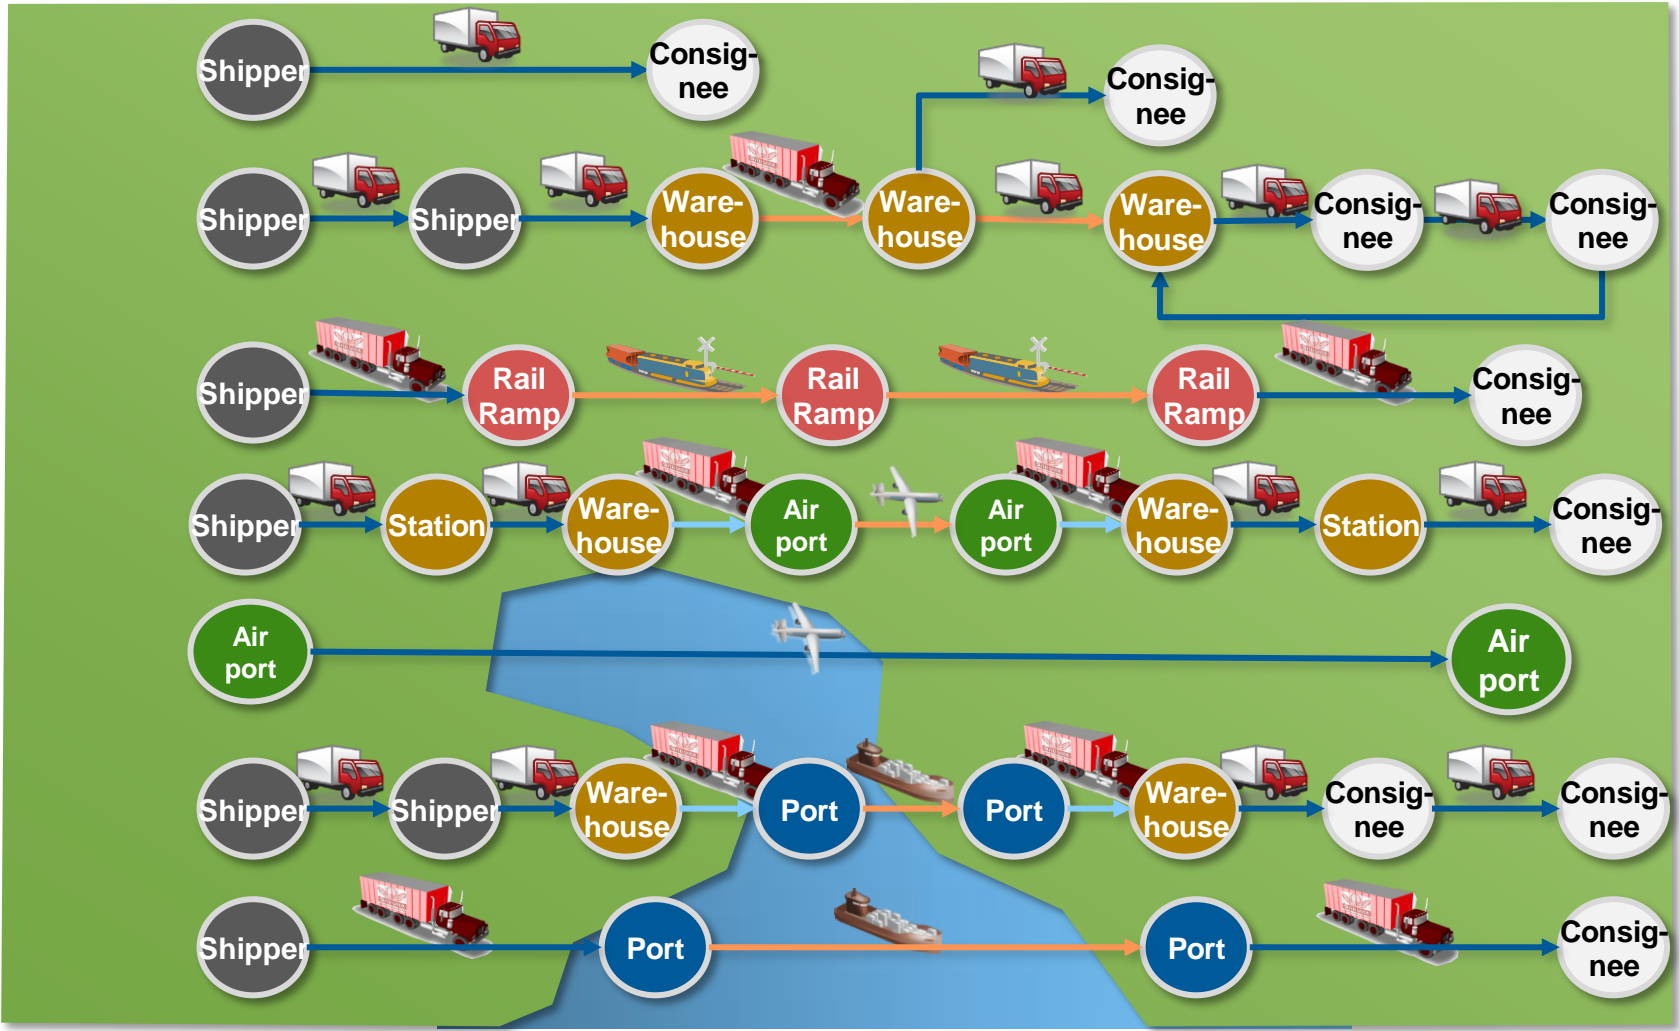 Shipper
Consig-
nee
Consig-
nee
Shipper
Shipper
Ware-
house
Ware-
house
Ware-
house
Consig-
nee
Consig-
nee
Shipper
Rail
Ramp
Rail
Ramp
Rail
Ramp
Consig-
nee
Shipper
Station
Ware-
house
Air
port
Air
port
Ware-
house
Station
Consig-
nee
Air
port
Air
port
Shipper
Shipper
Ware-
house
Port
Port
Ware-
house
Consig-
nee
Consig-
nee
Shipper
Port
Port
Consig-
nee